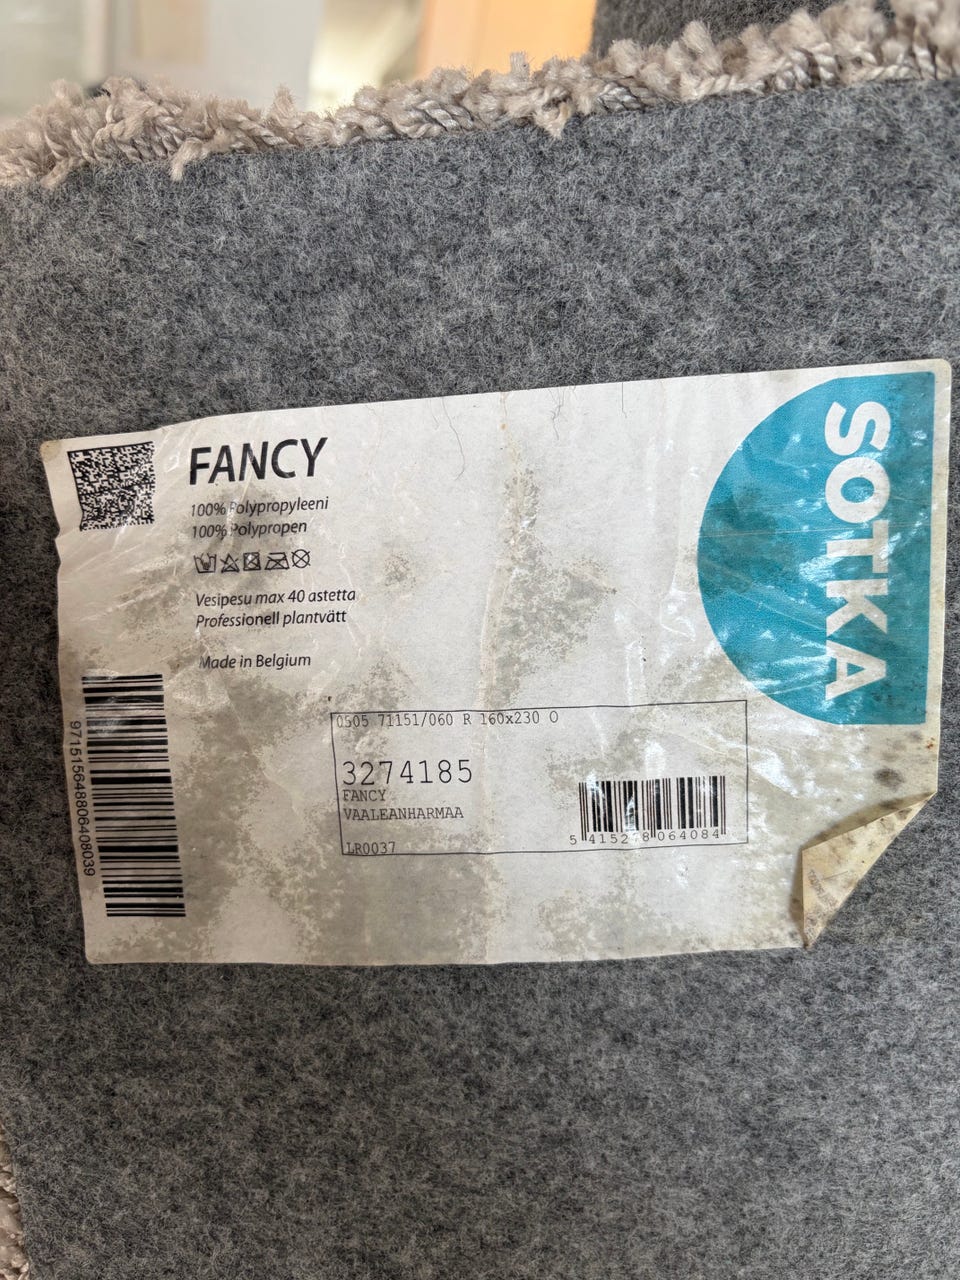 FANCY
100% Polypropyleeni
100% Polypropen
Vesipesu max 40 astetta
Professionell plantvätt
Made in Belgium
SOTKA
971515648806408039
0505 71151/060 R 160x230 O
3274185
FANCY
VAALEANHARMAA
LR0037
5 415278 064084